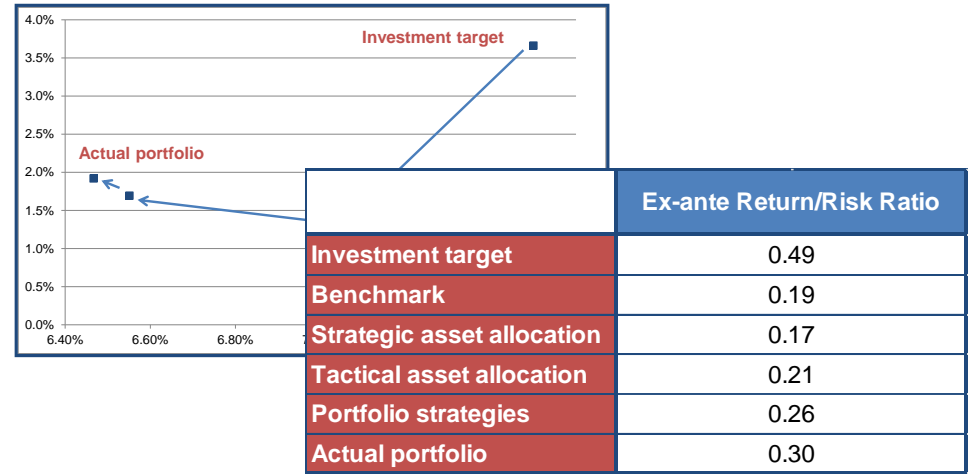 4.0%
Investment target
3.5%
3.0%
2.5%
Actual portfolio
2.0%
1.5%
1.0%
0.5%
0.0%
6.40% 6.60% 6.80%
Ex-ante Return/Risk Ratio
Investment target 0.49
Benchmark 0.19
Strategic asset allocation 0.17
Tactical asset allocation 0.21
Portfolio strategies 0.26
Actual portfolio 0.30